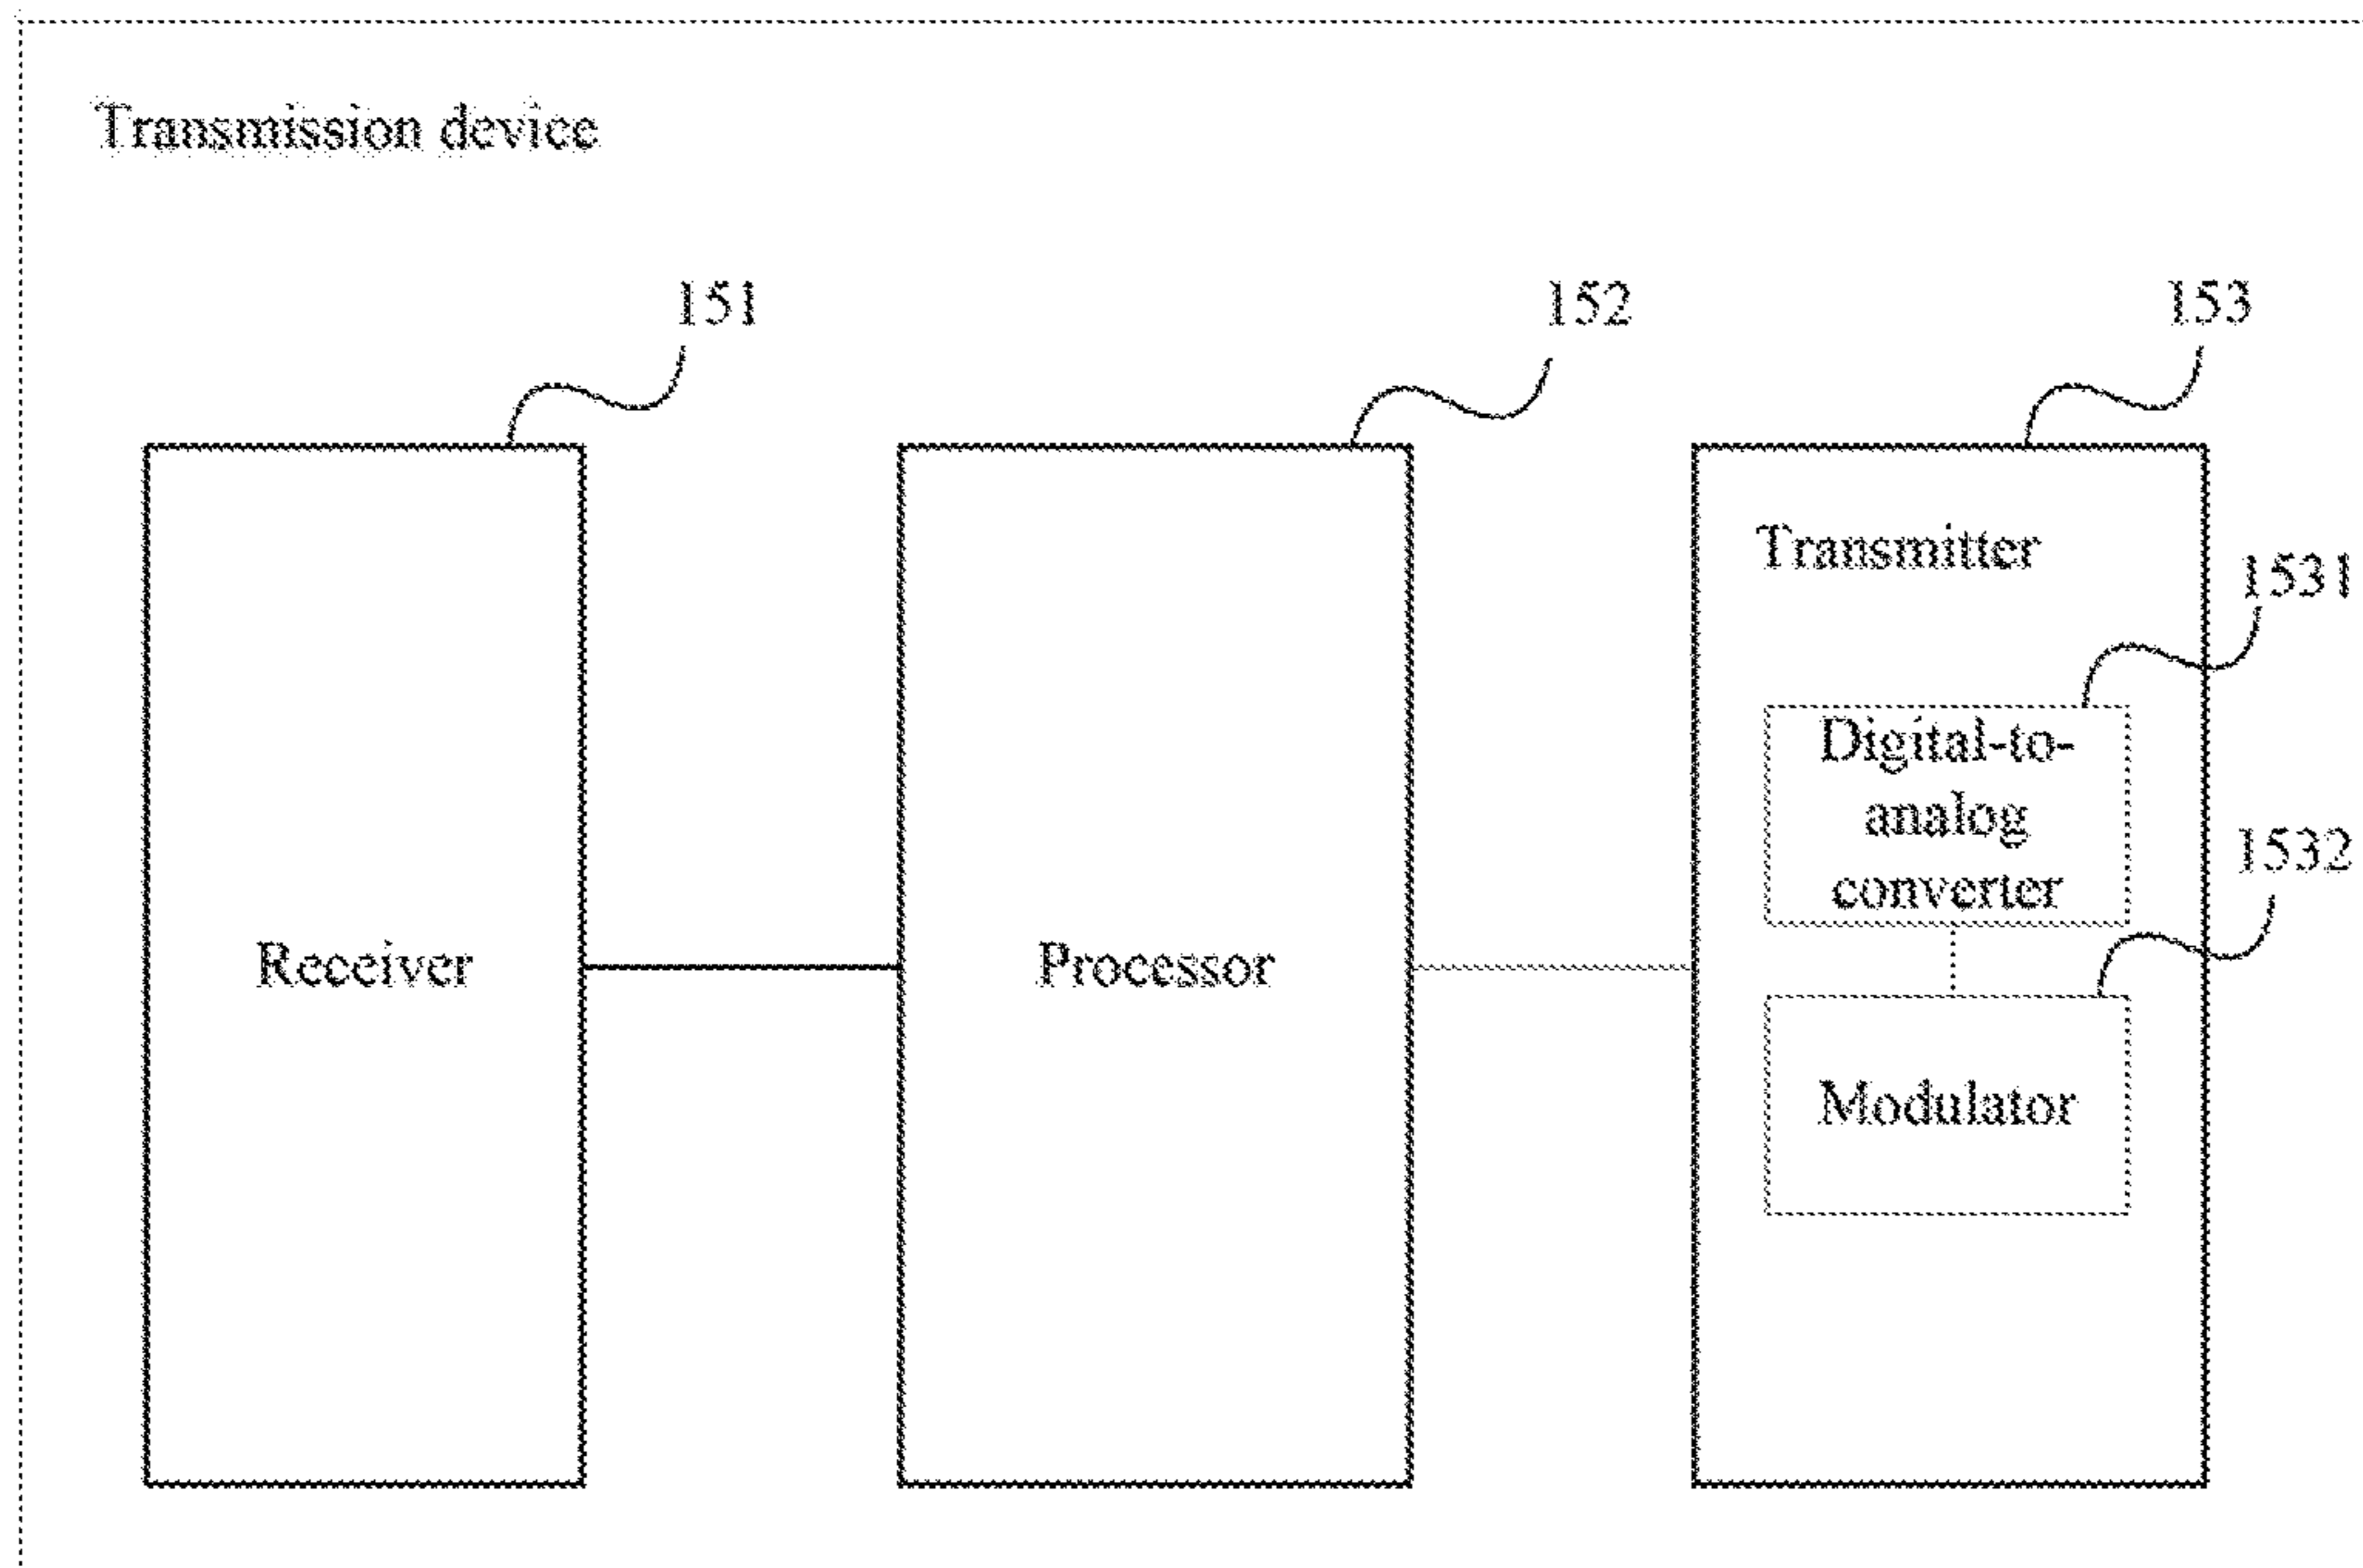 Transmission device
151
152
153
Transmitter
1531
Digital-to-
analog
converter
1532
Receiver
Processor
Modulator